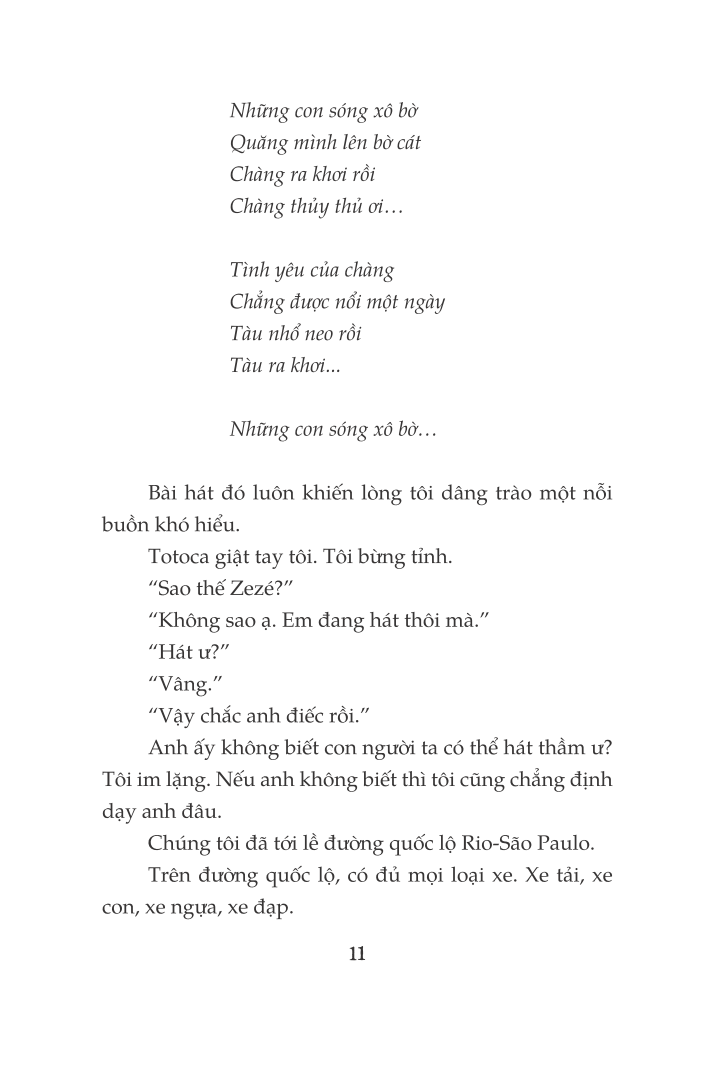 Những con sóng xô bờ
Quăng mình lên bờ cát
Chàng ra khơi rồi
Chàng thủy thủ ơi…
Tình yêu của chàng
Chẳng được nổi một ngày
Tàu nhổ neo rồi
Tàu ra khơi...
Những con sóng xô bờ…
Bài hát đó luôn khiến lòng tôi dâng trào một nỗi
buồn khó hiểu.
Totoca giật tay tôi. Tôi bừng tỉnh.
“Sao thế Zezé?”
“Không sao ạ. Em đang hát thôi mà.”
“Hát ư?”
“Vâng.”
“Vậy chắc anh điếc rồi.”
Anh ấy không biết con người ta có thể hát thầm ư?
Tôi im lặng. Nếu anh không biết thì tôi cũng chẳng định
dạy anh đâu.
Chúng tôi đã tới lề đường quốc lộ Rio-São Paulo.
Trên đường quốc lộ, có đủ mọi loại xe. Xe tải, xe
con, xe ngựa, xe đạp.
11